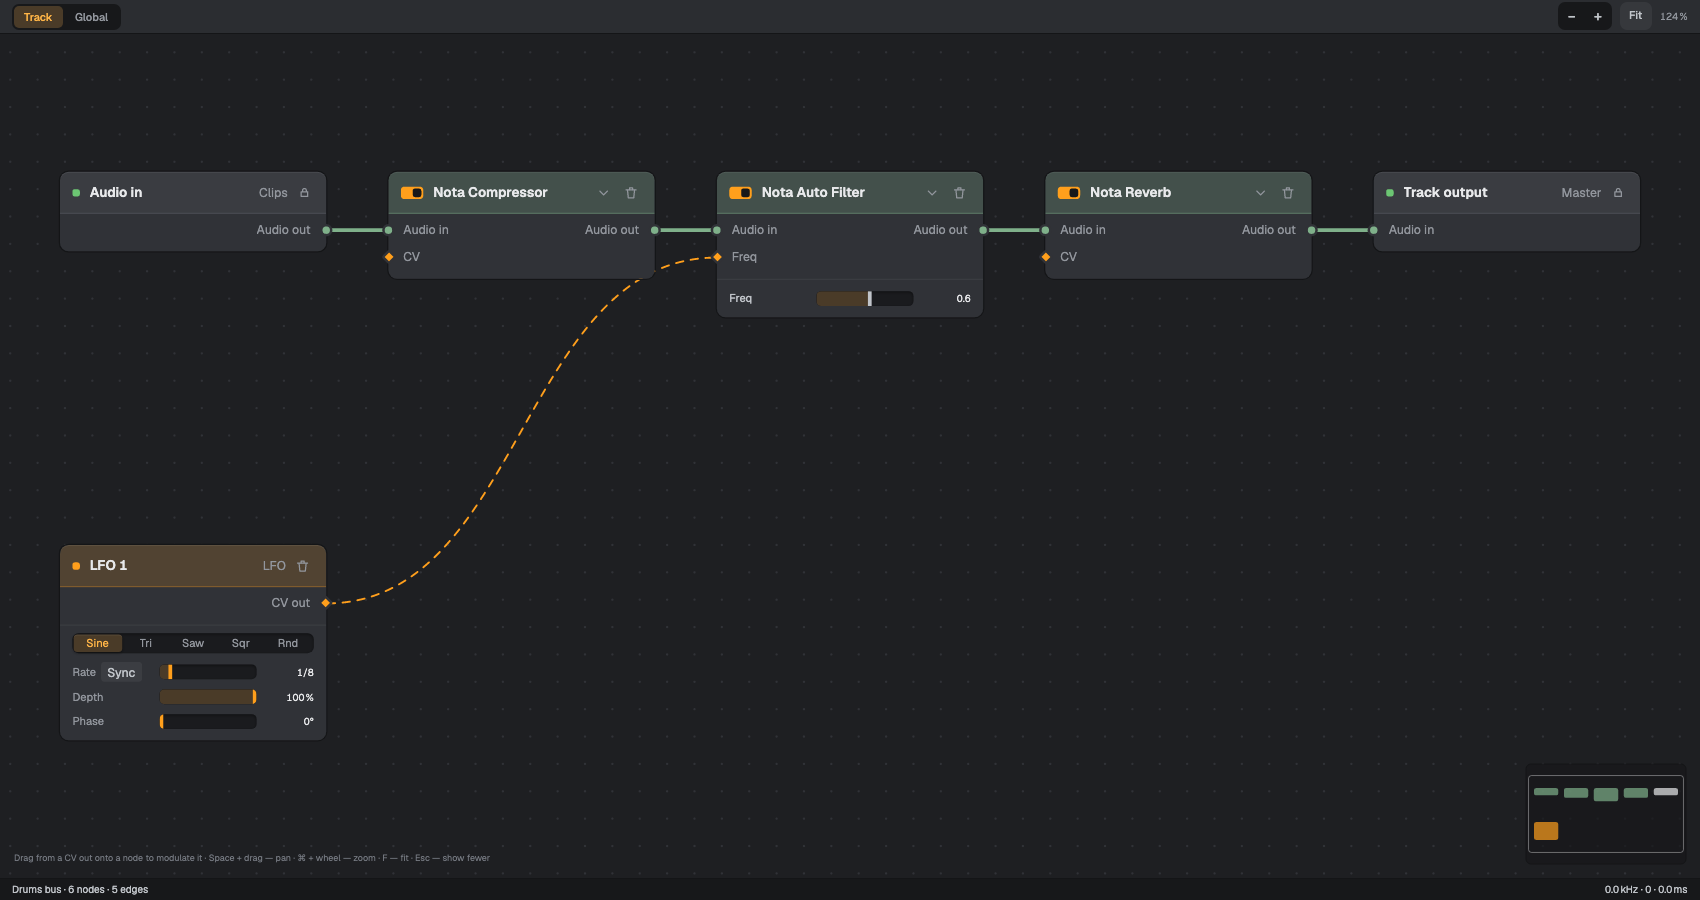 Track Global − + Fit 124%
Audio in Clips
Audio out
Nota Compressor
Audio in Audio out
CV
Nota Auto Filter
Audio in Audio out
Freq
Freq 0.6
Nota Reverb
Audio in Audio out
CV
Track output Master
Audio in
LFO 1 LFO
CV out
Sine Tri Saw Sqr Rnd
Rate Sync 1/8
Depth 100%
Phase 0°
Drag from a CV out onto a node to modulate it · Space + drag — pan · ⌘ + wheel — zoom · F — fit · Esc — show fewer
Drums bus · 6 nodes · 5 edges 0.0 kHz · 0 · 0.0 ms